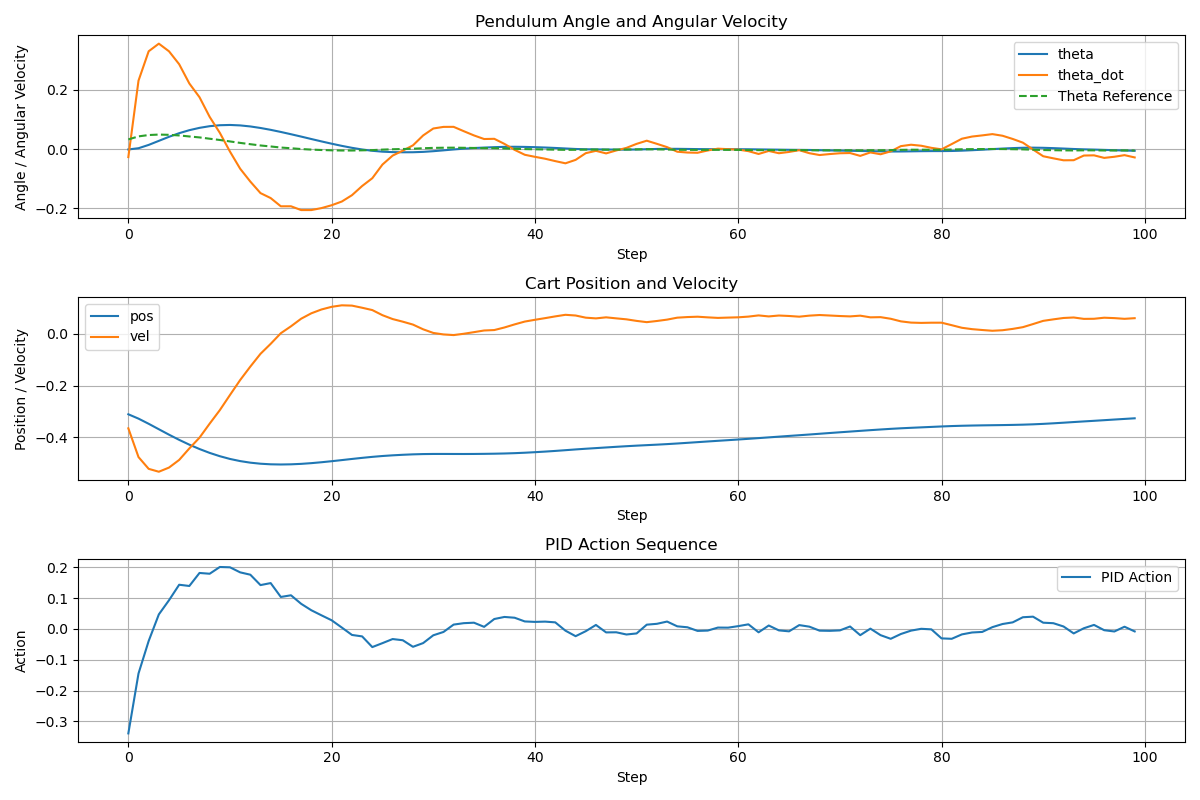 Pendulum Angle and Angular Velocity
Angle / Angular Velocity
0.2
0.0
−0.2
theta
theta_dot
Theta Reference
0 20 40 60 80 100
Step
Cart Position and Velocity
Position / Velocity
0.0
−0.2
−0.4
pos
vel
0 20 40 60 80 100
Step
PID Action Sequence
Action
0.2
0.1
0.0
−0.1
−0.2
−0.3
PID Action
0 20 40 60 80 100
Step